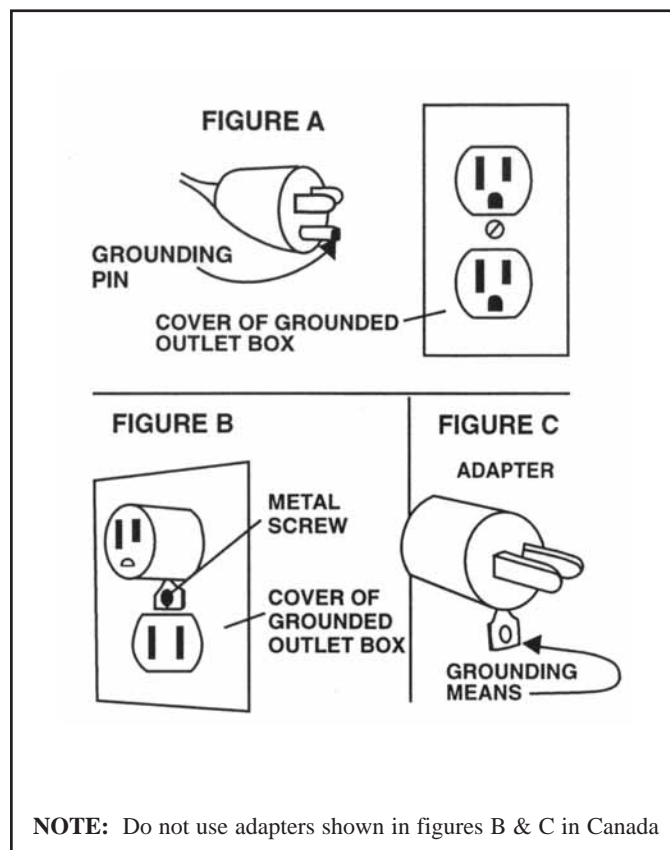 FIGURE A
GROUNDING
PIN
COVER OF GROUNDED
OUTLET BOX
FIGURE B
METAL
SCREW
COVER OF
GROUNDED
OUTLET BOX
FIGURE C
ADAPTER
GROUNDING
MEANS
NOTE: Do not use adapters shown in figures B & C in Canada